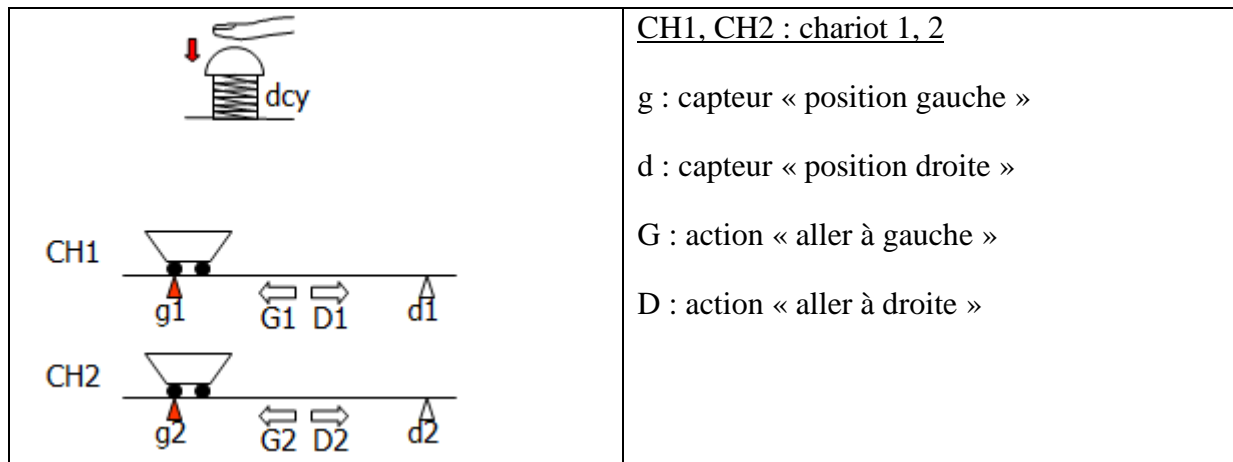 dcy
CH1
g1
G1 D1
d1
CH2
g2
G2 D2
d2
CH1, CH2 : chariot 1, 2
g : capteur « position gauche »
d : capteur « position droite »
G : action « aller à gauche »
D : action « aller à droite »